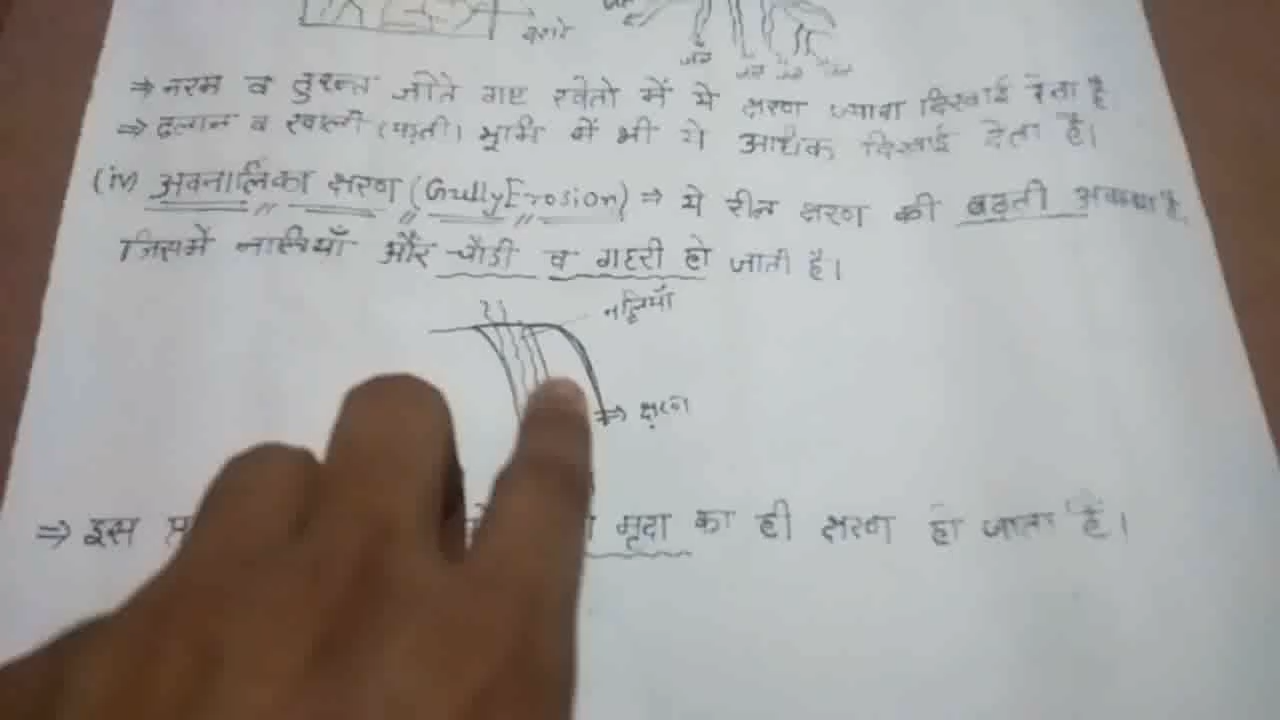 ⇒ नरम व तुरन्त जोते गए खेतो में ये क्षरण ज्यादा दिखाई देता है
⇒ ढलान व खाली (पड़ती) भूमि में भी ये अधिक दिखाई देता है।
(iv) अवनालिका क्षरण (Gully Erosion) ⇒ ये रील क्षरण की बढ़ती अवस्था है,
जिसमें नालियाँ और चौडी व गहरी हो जाती है।
नालियाँ
⇒ क्षरण
⇒ इस मृदा का ही क्षरण हो जाता है।